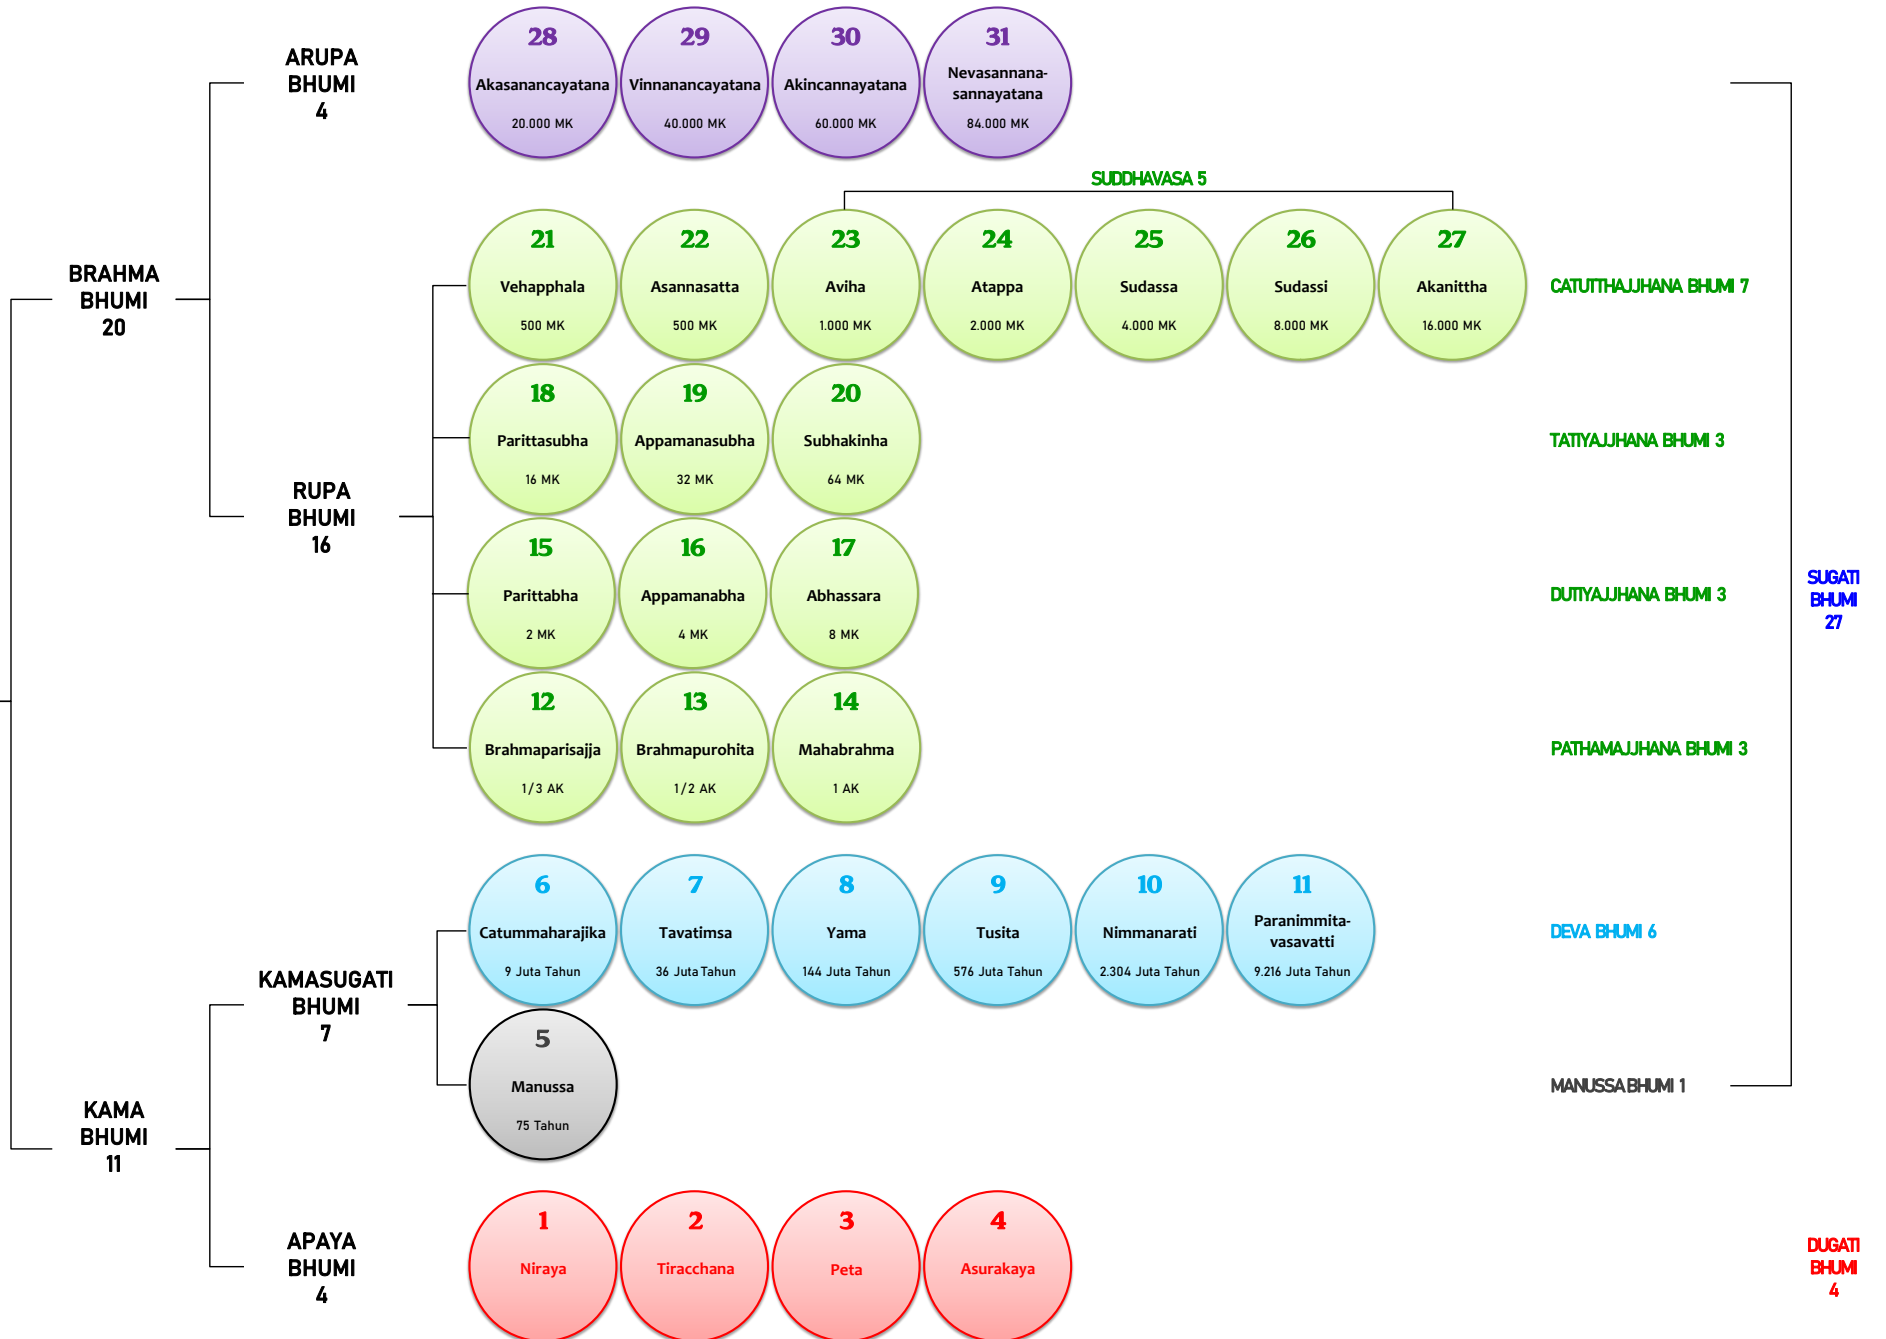 ARUPA
BHUMI
4
28
Akasanancayatana
20.000 MK
29
Vinnanancayatana
40.000 MK
30
Akincannayatana
60.000 MK
31
Nevasannana-
sannayatana
84.000 MK
SUDDHAVASA 5
BRAHMA
BHUMI
20
21
Vehapphala
500 MK
22
Asannasatta
500 MK
23
Aviha
1.000 MK
24
Atappa
2.000 MK
25
Sudassa
4.000 MK
26
Sudassi
8.000 MK
27
Akanittha
16.000 MK
CATUTTHAJJHANA BHUMI 7
18
Parittasubha
16 MK
19
Appamanasubha
32 MK
20
Subhakinha
64 MK
TATIYAJJHANA BHUMI 3
RUPA
BHUMI
16
15
Parittabha
2 MK
16
Appamanabha
4 MK
17
Abhassara
8 MK
DUTIYAJJHANA BHUMI 3
SUGATI
BHUMI
27
12
Brahmaparisajja
1/3 AK
13
Brahmapurohita
1/2 AK
14
Mahabrahma
1 AK
PATHAMAJJHANA BHUMI 3
6
Catummaharajika
9 Juta Tahun
7
Tavatimsa
36 Juta Tahun
8
Yama
144 Juta Tahun
9
Tusita
576 Juta Tahun
10
Nimmanarati
2.304 Juta Tahun
11
Paranimmita-
vasavatti
9.216 Juta Tahun
DEVA BHUMI 6
KAMASUGATI
BHUMI
7
5
Manussa
75 Tahun
MANUSSA BHUMI 1
KAMA
BHUMI
11
APAYA
BHUMI
4
1
Niraya
2
Tiracchana
3
Peta
4
Asurakaya
DUGATI
BHUMI
4